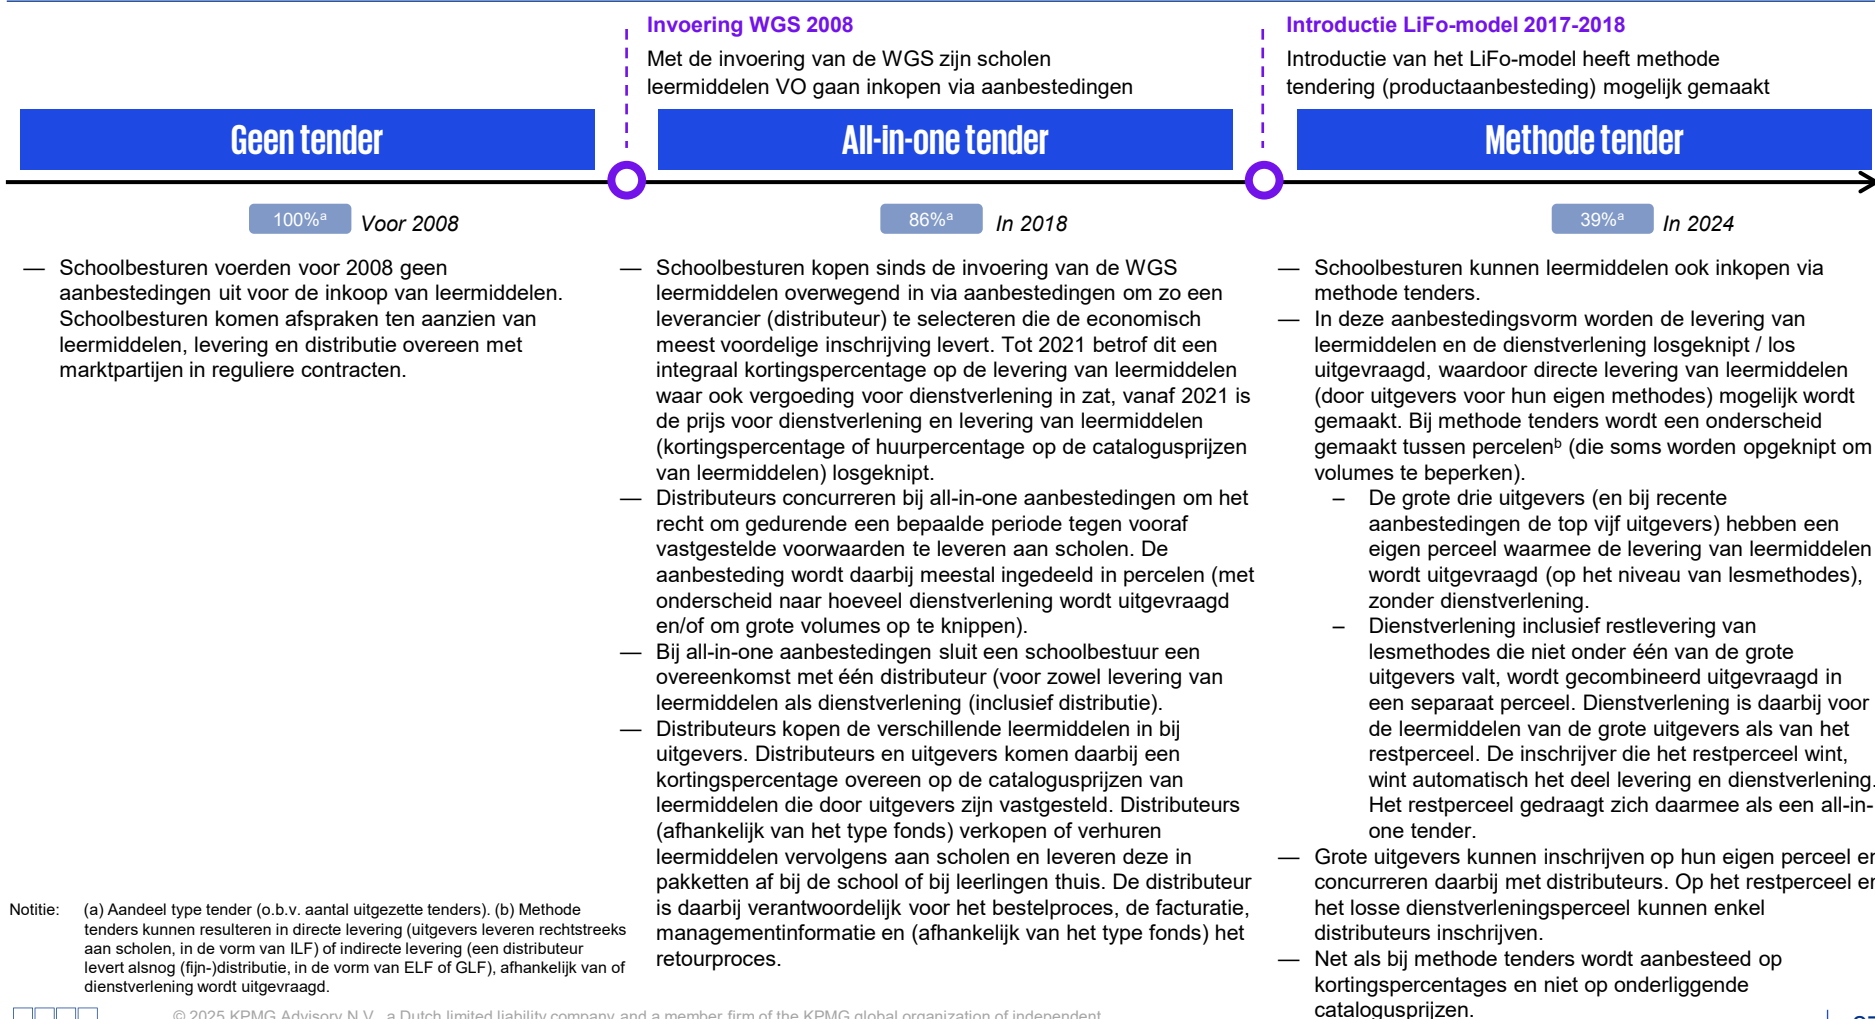 Invoering WGS 2008
Met de invoering van de WGS zijn scholen
leermiddelen VO gaan inkopen via aanbestedingen
Introductie LiFo-model 2017-2018
Introductie van het LiFo-model heeft methode
tendering (productaanbesteding) mogelijk gemaakt
Geen tender
All-in-one tender
Methode tender
100%ᵃ Voor 2008
86%ᵃ In 2018
39%ᵃ In 2024
— Schoolbesturen voerden voor 2008 geen
aanbestedingen uit voor de inkoop van leermiddelen.
Schoolbesturen komen afspraken ten aanzien van
leermiddelen, levering en distributie overeen met
marktpartijen in reguliere contracten.
— Schoolbesturen kopen sinds de invoering van de WGS
leermiddelen overwegend in via aanbestedingen om zo een
leverancier (distributeur) te selecteren die de economisch
meest voordelige inschrijving levert. Tot 2021 betrof dit een
integraal kortingspercentage op de levering van leermiddelen
waar ook vergoeding voor dienstverlening in zat, vanaf 2021 is
de prijs voor dienstverlening en levering van leermiddelen
(kortingspercentage of huurpercentage op de catalogusprijzen
van leermiddelen) losgeknipt.
— Distributeurs concurreren bij all-in-one aanbestedingen om het
recht om gedurende een bepaalde periode tegen vooraf
vastgestelde voorwaarden te leveren aan scholen. De
aanbesteding wordt daarbij meestal ingedeeld in percelen (met
onderscheid naar hoeveel dienstverlening wordt uitgevraagd
en/of om grote volumes op te knippen).
— Bij all-in-one aanbestedingen sluit een schoolbestuur een
overeenkomst met één distributeur (voor zowel levering van
leermiddelen als dienstverlening (inclusief distributie).
— Distributeurs kopen de verschillende leermiddelen in bij
uitgevers. Distributeurs en uitgevers komen daarbij een
kortingspercentage overeen op de catalogusprijzen van
leermiddelen die door uitgevers zijn vastgesteld. Distributeurs
(afhankelijk van het type fonds) verkopen of verhuren
leermiddelen vervolgens aan scholen en leveren deze in
pakketten af bij de school of bij leerlingen thuis. De distributeur
is daarbij verantwoordelijk voor het bestelproces, de facturatie,
managementinformatie en (afhankelijk van het type fonds) het
retourproces.
— Schoolbesturen kunnen leermiddelen ook inkopen via
methode tenders.
— In deze aanbestedingsvorm worden de levering van
leermiddelen en de dienstverlening losgeknipt / los
uitgevraagd, waardoor directe levering van leermiddelen
(door uitgevers voor hun eigen methodes) mogelijk wordt
gemaakt. Bij methode tenders wordt een onderscheid
gemaakt tussen percelenᵇ (die soms worden opgeknipt om
volumes te beperken).
– De grote drie uitgevers (en bij recente
aanbestedingen de top vijf uitgevers) hebben een
eigen perceel waarmee de levering van leermiddelen
wordt uitgevraagd (op het niveau van lesmethodes),
zonder dienstverlening.
– Dienstverlening inclusief restlevering van
lesmethodes die niet onder één van de grote
uitgevers valt, wordt gecombineerd uitgevraagd in
een separaat perceel. Dienstverlening is daarbij voor
de leermiddelen van de grote uitgevers als van het
restperceel. De inschrijver die het restperceel wint,
wint automatisch het deel levering en dienstverlening.
Het restperceel gedraagt zich daarmee als een all-in-
one tender.
— Grote uitgevers kunnen inschrijven op hun eigen perceel en
concurreren daarbij met distributeurs. Op het restperceel en
het losse dienstverleningsperceel kunnen enkel
distributeurs inschrijven.
— Net als bij methode tenders wordt aanbesteed op
kortingspercentages en niet op onderliggende
catalogusprijzen.
Notitie: (a) Aandeel type tender (o.b.v. aantal uitgezette tenders). (b) Methode
tenders kunnen resulteren in directe levering (uitgevers leveren rechtstreeks
aan scholen, in de vorm van ILF) of indirecte levering (een distributeur
levert alsnog (fijn-)distributie, in de vorm van ELF of GLF), afhankelijk van of
dienstverlening wordt uitgevraagd.
© 2025 KPMG Advisory N.V., a Dutch limited liability company and a member firm of the KPMG global organization of independent